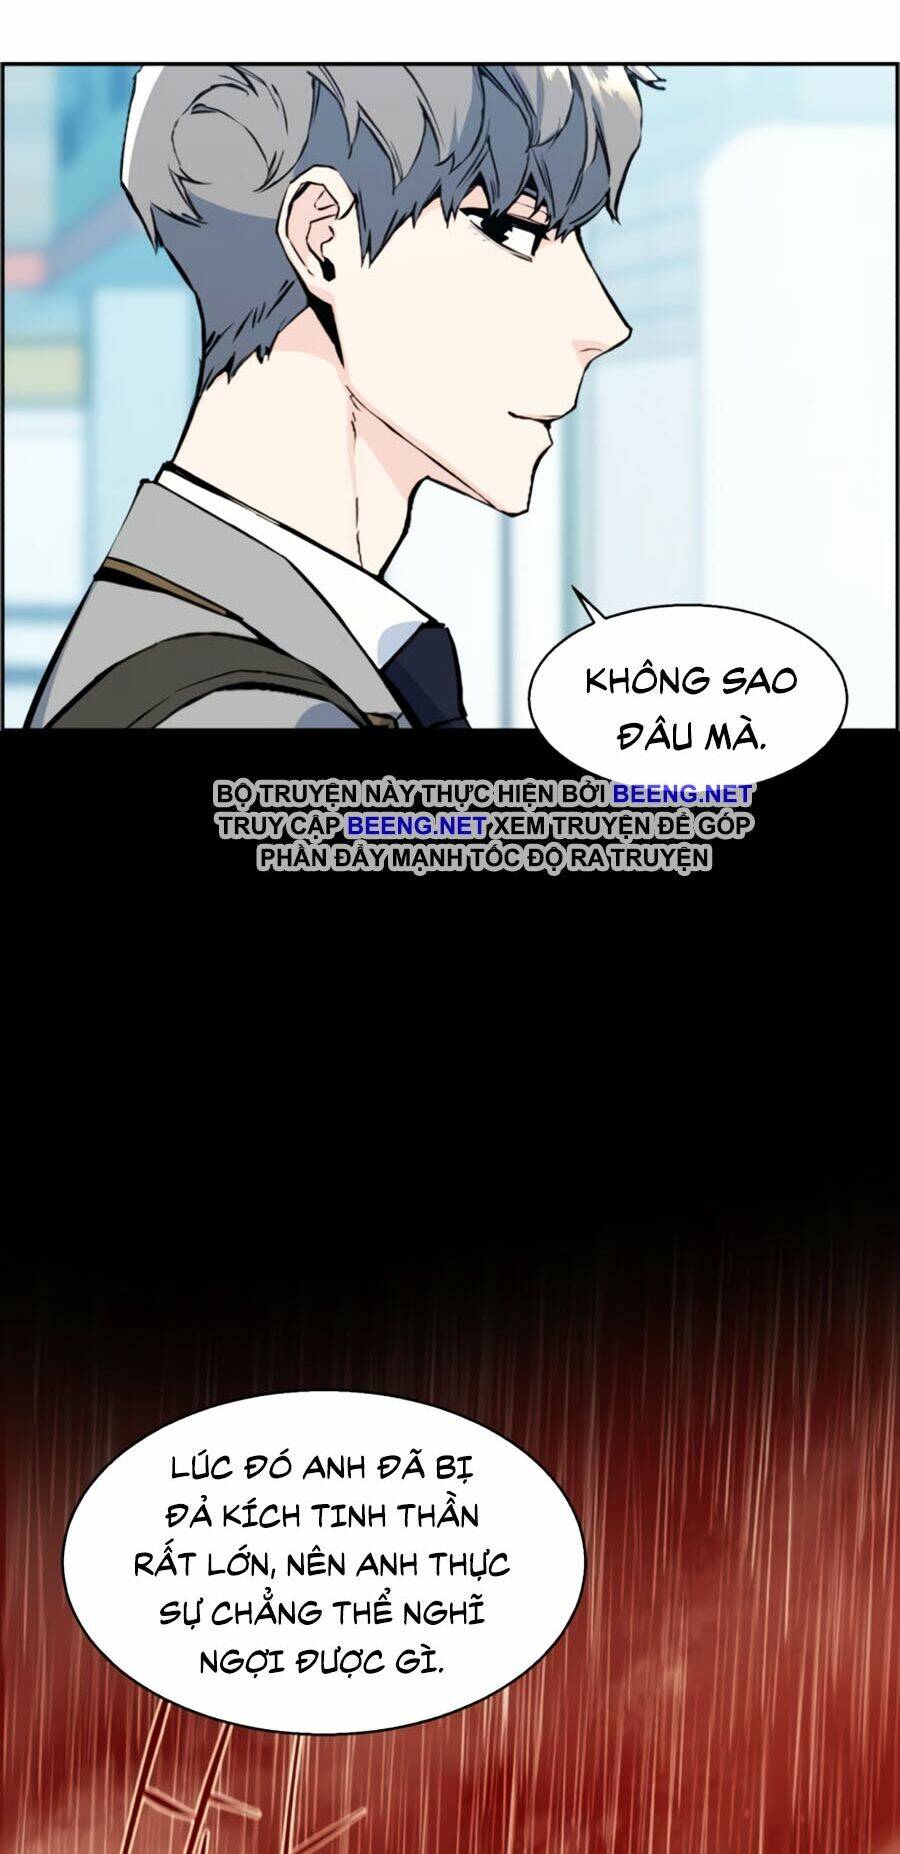 KHÔNG SAO
ĐÂU MÀ.
BỘ TRUYỆN NÀY THỰC HIỆN BỞI BEENG.NET
TRUY CẬP BEENG.NET XEM TRUYỆN ĐỂ GÓP
PHẦN ĐẨY MẠNH TỐC ĐỘ RA TRUYỆN
LÚC ĐÓ ANH ĐÃ BỊ
ĐẢ KÍCH TINH THẦN
RẤT LỚN, NÊN ANH THỰC
SỰ CHẲNG THỂ NGHĨ
NGỢI ĐƯỢC GÌ.